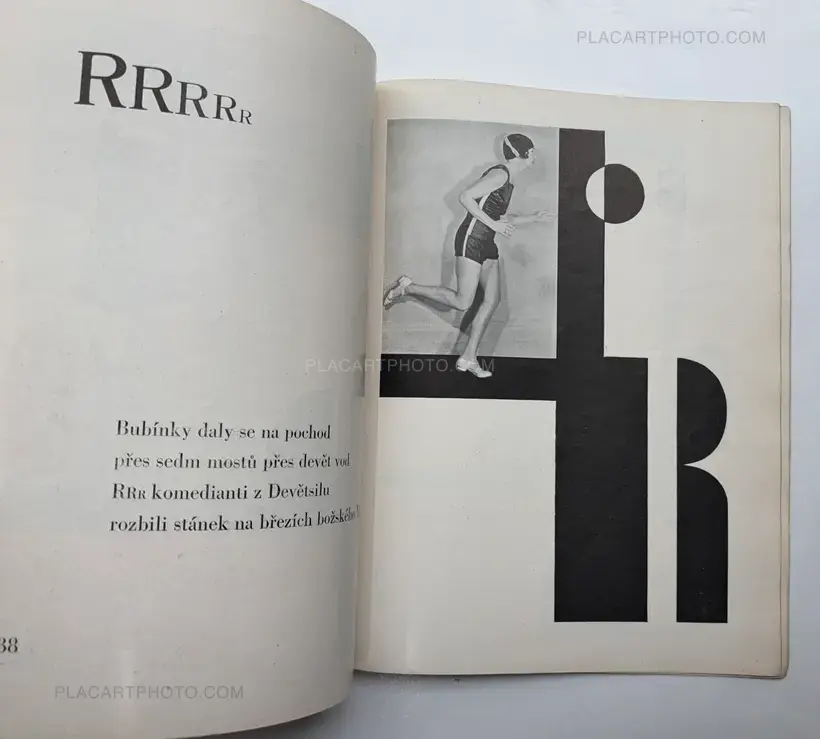 PLACARTPHOTO.COM
RRRRR
PLACARTPHOTO.COM
Bubínky daly se na pochod
přes sedm mostů přes devět vod
RRR komedianti z Devětsilu
rozbili stánek na březích božského
38
PLACARTPHOTO.COM
R